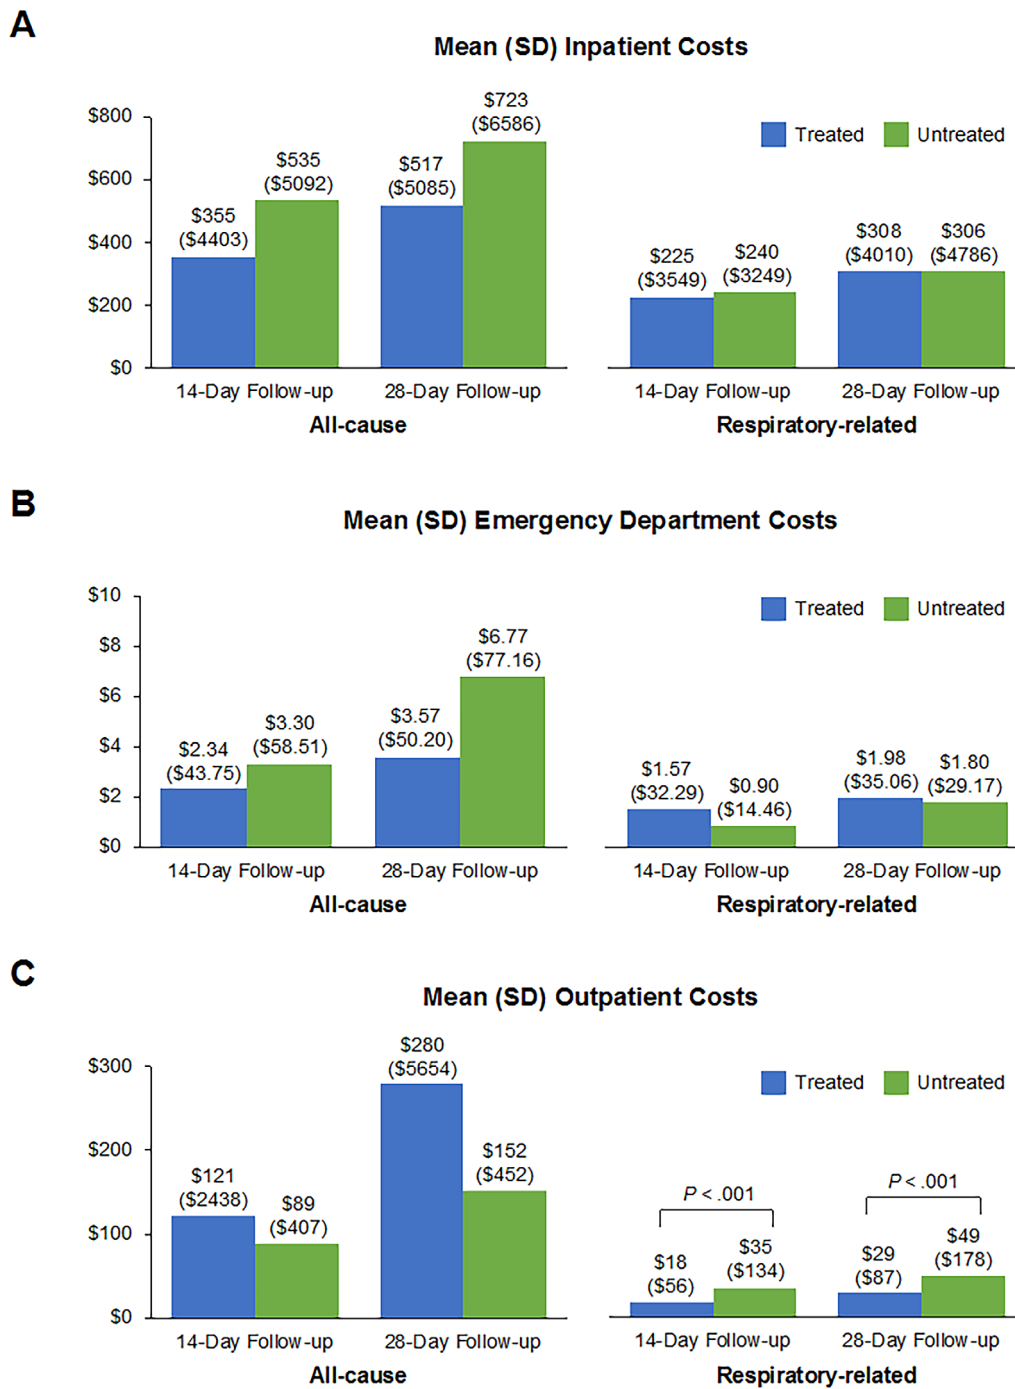 A
Mean (SD) Inpatient Costs
Treated
Untreated
$800
$600
$400
$200
$0
$355
($4403)
$535
($5092)
$517
($5085)
$723
($6586)
$225
($3549)
$240
($3249)
$308
($4010)
$306
($4786)
14-Day Follow-up
28-Day Follow-up
14-Day Follow-up
28-Day Follow-up
All-cause
Respiratory-related
B
Mean (SD) Emergency Department Costs
Treated
Untreated
$10
$8
$6
$4
$2
$0
$2.34
($43.75)
$3.30
($58.51)
$3.57
($50.20)
$6.77
($77.16)
$1.57
($32.29)
$0.90
($14.46)
$1.98
($35.06)
$1.80
($29.17)
14-Day Follow-up
28-Day Follow-up
14-Day Follow-up
28-Day Follow-up
All-cause
Respiratory-related
C
Mean (SD) Outpatient Costs
Treated
Untreated
$300
$200
$100
$0
$121
($2438)
$89
($407)
$280
($5654)
$152
($452)
P < .001
$18
($56)
$35
($134)
P < .001
$29
($87)
$49
($178)
14-Day Follow-up
28-Day Follow-up
14-Day Follow-up
28-Day Follow-up
All-cause
Respiratory-related